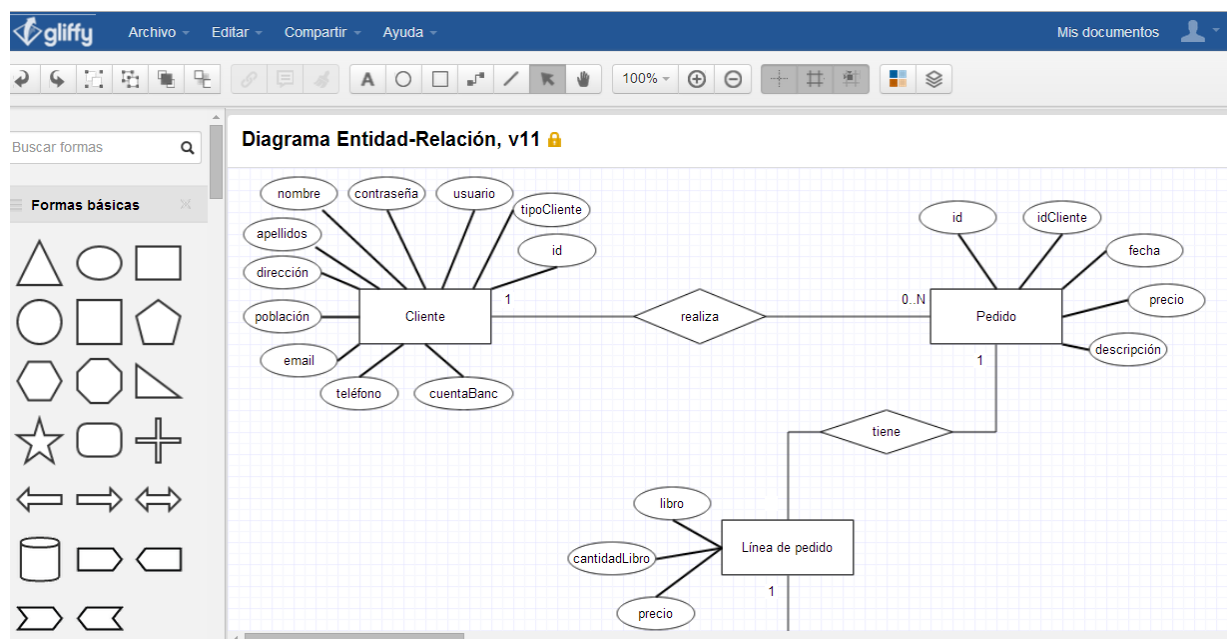 gliffy
Archivo
Editar
Compartir
Ayuda
Mis documentos
A
100%
Buscar formas
Formas básicas
Diagrama Entidad-Relación, v11
nombre
contraseña
usuario
tipoCliente
apellidos
id
dirección
población
email
teléfono
cuentaBanc
Cliente
1
realiza
0..N
id
idCliente
fecha
precio
descripción
Pedido
1
tiene
libro
cantidadLibro
precio
Línea de pedido
1